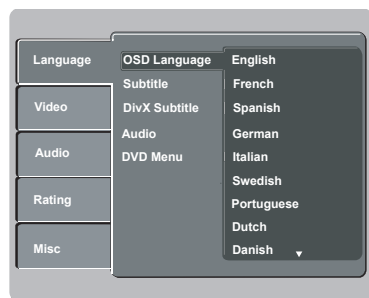 Language
Video
Audio
Rating
Misc
OSD Language
Subtitle
DivX Subtitle
Audio
DVD Menu
English
French
Spanish
German
Italian
Swedish
Portuguese
Dutch
Danish